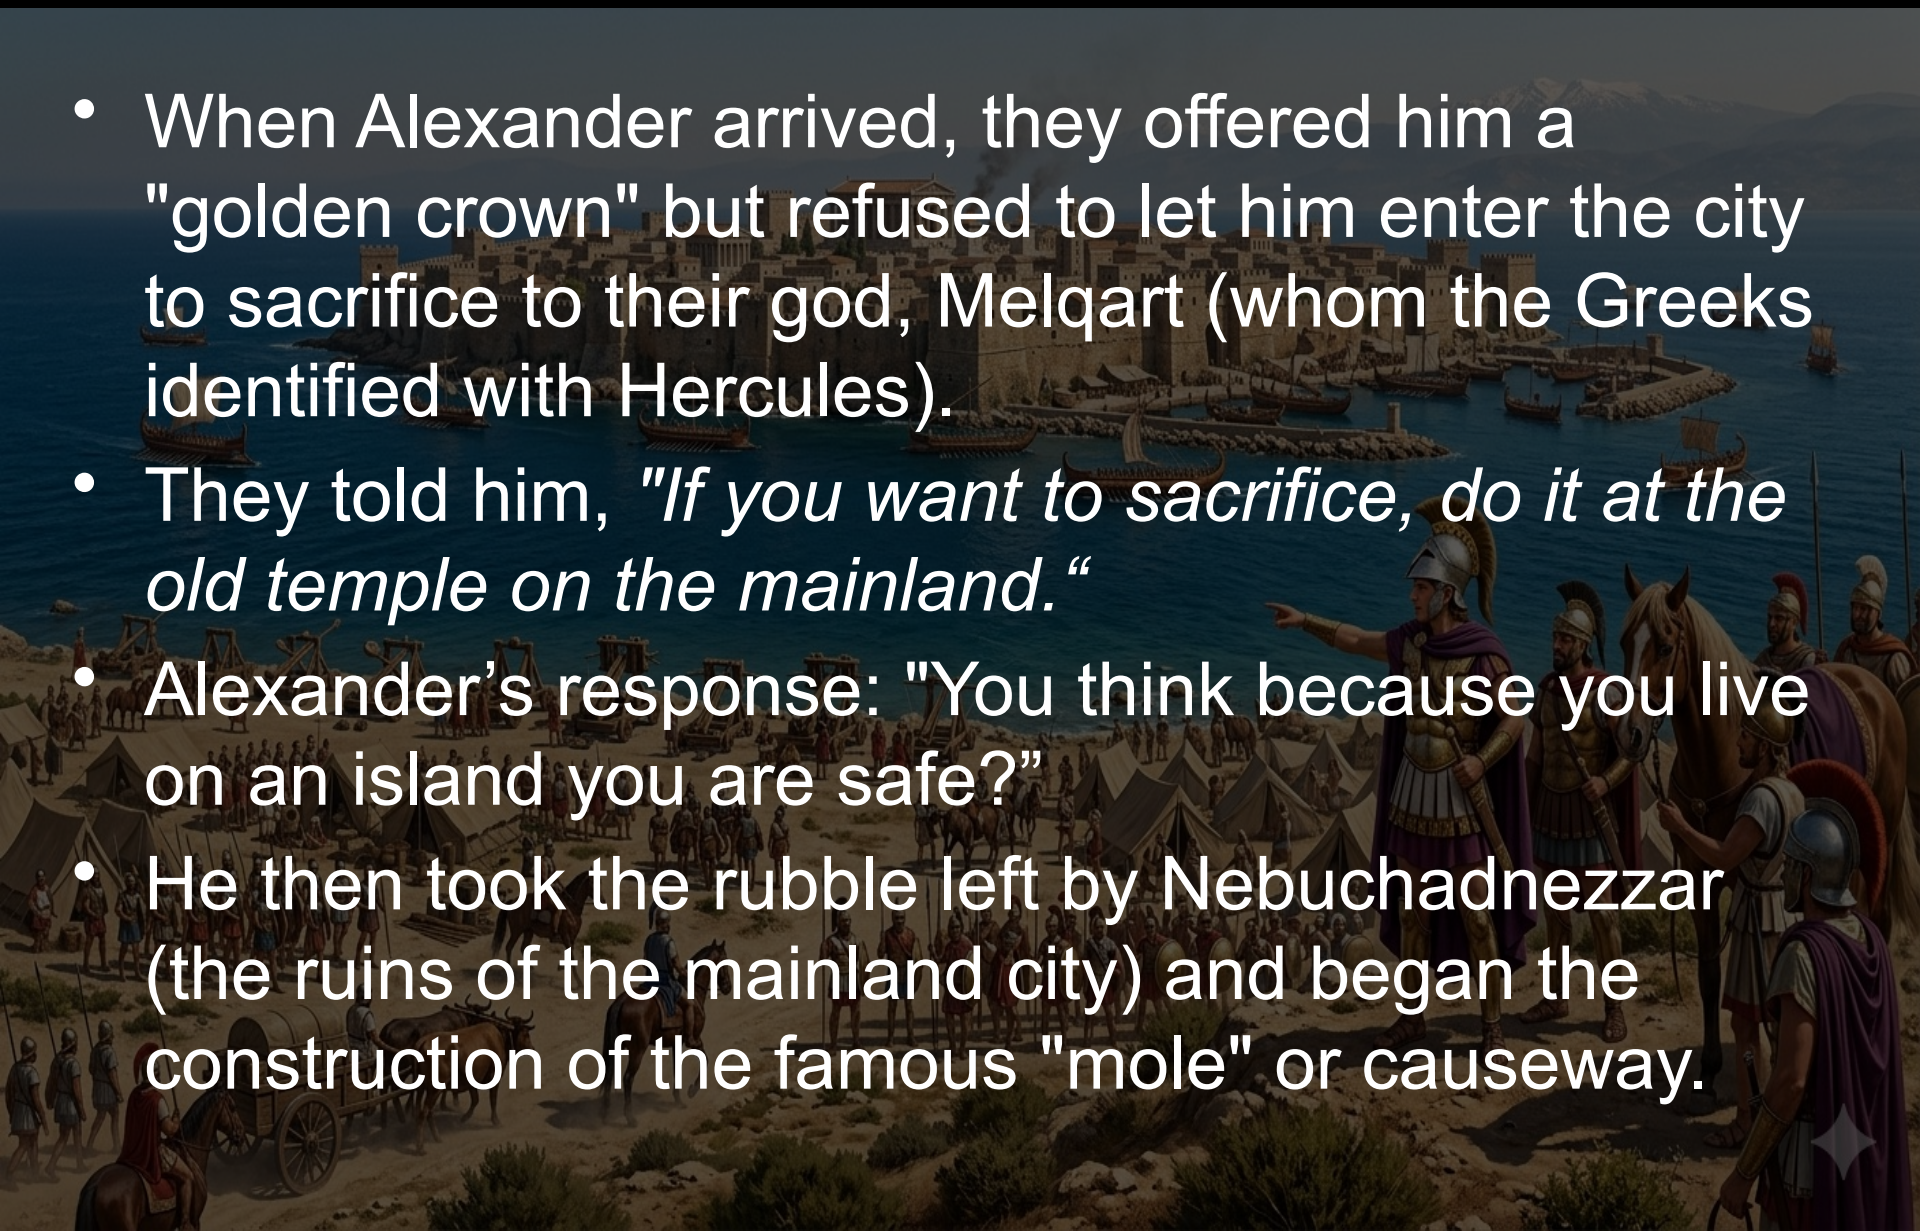 • When Alexander arrived, they offered him a
"golden crown" but refused to let him enter the city
to sacrifice to their god, Melqart (whom the Greeks
identified with Hercules).
• They told him, "If you want to sacrifice, do it at the
old temple on the mainland.“
• Alexander’s response: "You think because you live
on an island you are safe?”
• He then took the rubble left by Nebuchadnezzar
(the ruins of the mainland city) and began the
construction of the famous "mole" or causeway.